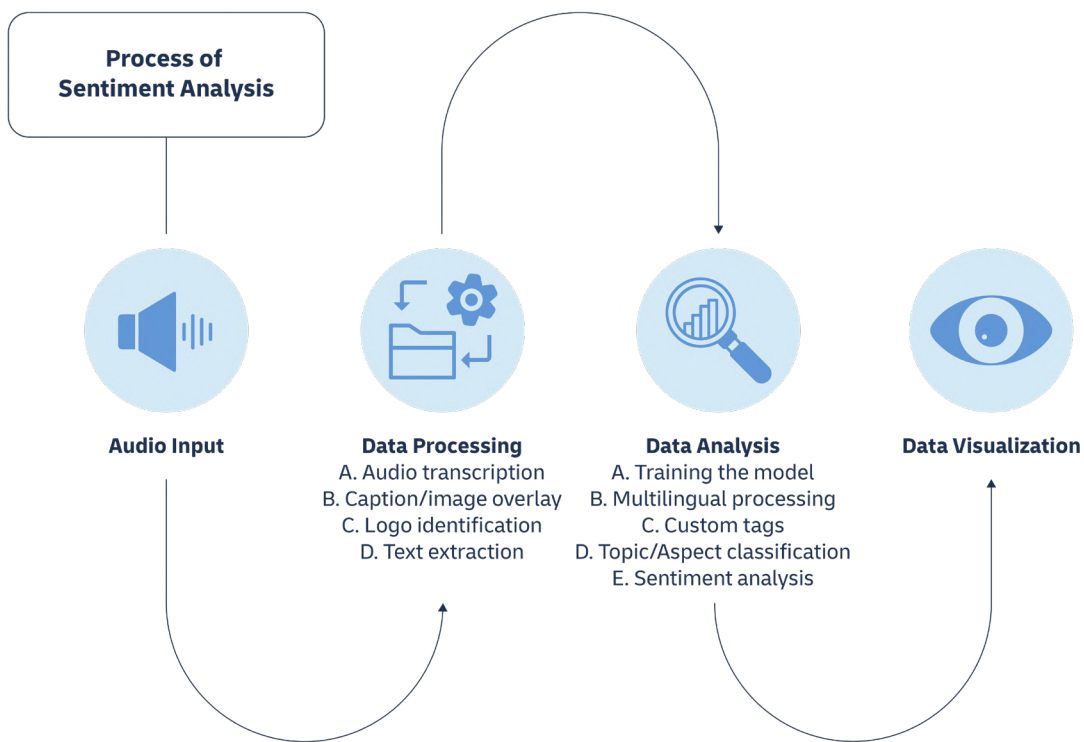 Process of
Sentiment Analysis
Audio Input
Data Processing
A. Audio transcription
B. Caption/image overlay
C. Logo identification
D. Text extraction
Data Analysis
A. Training the model
B. Multilingual processing
C. Custom tags
D. Topic/Aspect classification
E. Sentiment analysis
Data Visualization